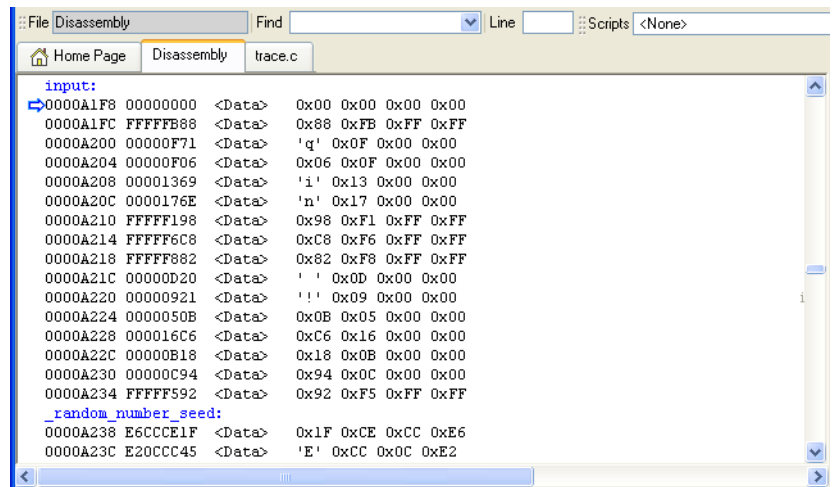 File Disassembly Find Line Scripts <None>
Home Page Disassembly trace.c
input:
0000A1F8 00000000 <Data> 0x00 0x00 0x00 0x00
0000A1FC FFFFFB88 <Data> 0x88 0xFB 0xFF 0xFF
0000A200 00000F71 <Data> 'q' 0x0F 0x00 0x00
0000A204 00000F06 <Data> 0x06 0x0F 0x00 0x00
0000A208 00001369 <Data> 'i' 0x13 0x00 0x00
0000A20C 0000176E <Data> 'n' 0x17 0x00 0x00
0000A210 FFFFF198 <Data> 0x98 0xF1 0xFF 0xFF
0000A214 FFFFF6C8 <Data> 0xC8 0xF6 0xFF 0xFF
0000A218 FFFFF882 <Data> 0x82 0xF8 0xFF 0xFF
0000A21C 00000D20 <Data> ' ' 0x0D 0x00 0x00
0000A220 00000921 <Data> '!' 0x09 0x00 0x00
0000A224 0000050B <Data> 0x0B 0x05 0x00 0x00
0000A228 000016C6 <Data> 0xC6 0x16 0x00 0x00
0000A22C 00000B18 <Data> 0x18 0x0B 0x00 0x00
0000A230 00000C94 <Data> 0x94 0x0C 0x00 0x00
0000A234 FFFFF592 <Data> 0x92 0xF5 0xFF 0xFF
_random_number_seed:
0000A238 E6CCCE1F <Data> 0x1F 0xCE 0xCC 0xE6
0000A23C E20CCC45 <Data> 'E' 0xCC 0x0C 0xE2